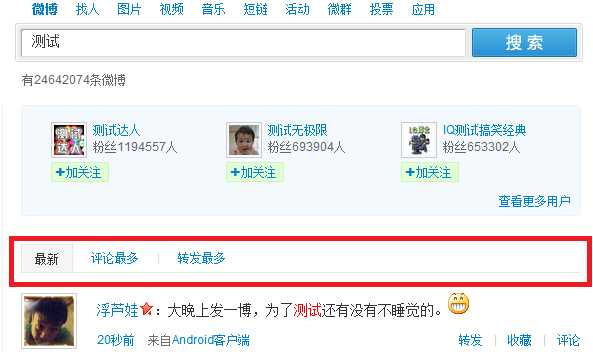 微博 找人 图片 视频 音乐 短链 活动 微群 投票 应用
测试 搜索
有24642074条微博
测试达人 测试无极限 IQ测试搞笑经典
粉丝1194557人 粉丝693904人 粉丝653302人
+加关注 +加关注 +加关注
查看更多用户
最新 评论最多 转发最多
浮芦娃：大晚上发一博，为了测试还有没有不睡觉的。
20秒前 来自Android客户端 转发 收藏 评论